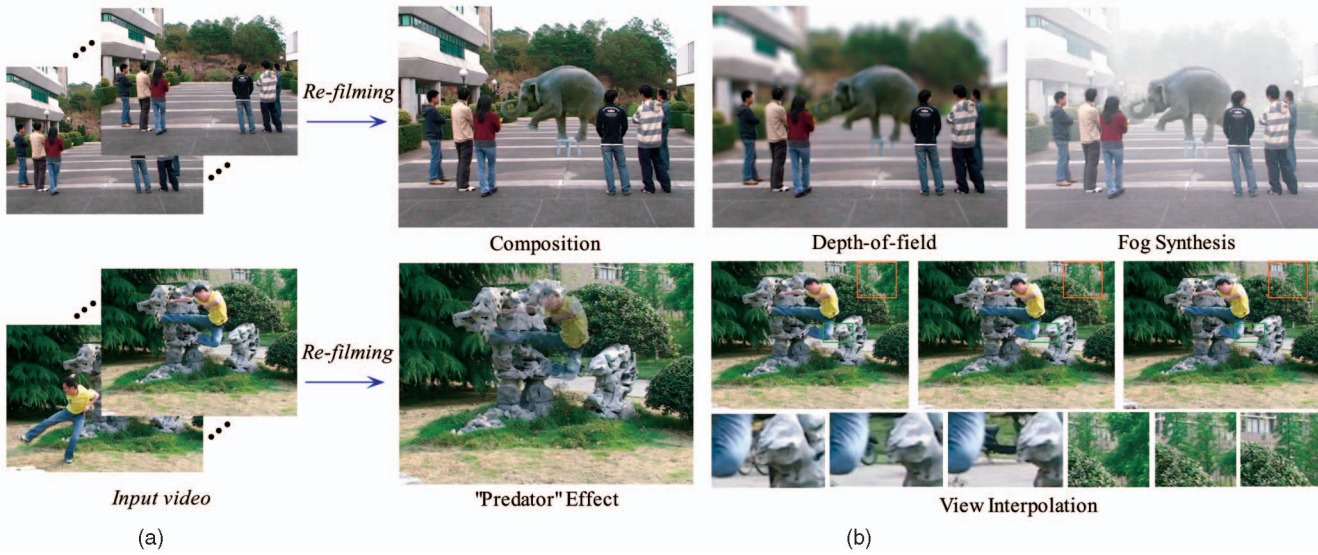 Re-filming
Composition
Depth-of-field
Fog Synthesis
Re-filming
Input video
"Predator" Effect
View Interpolation
(a)
(b)